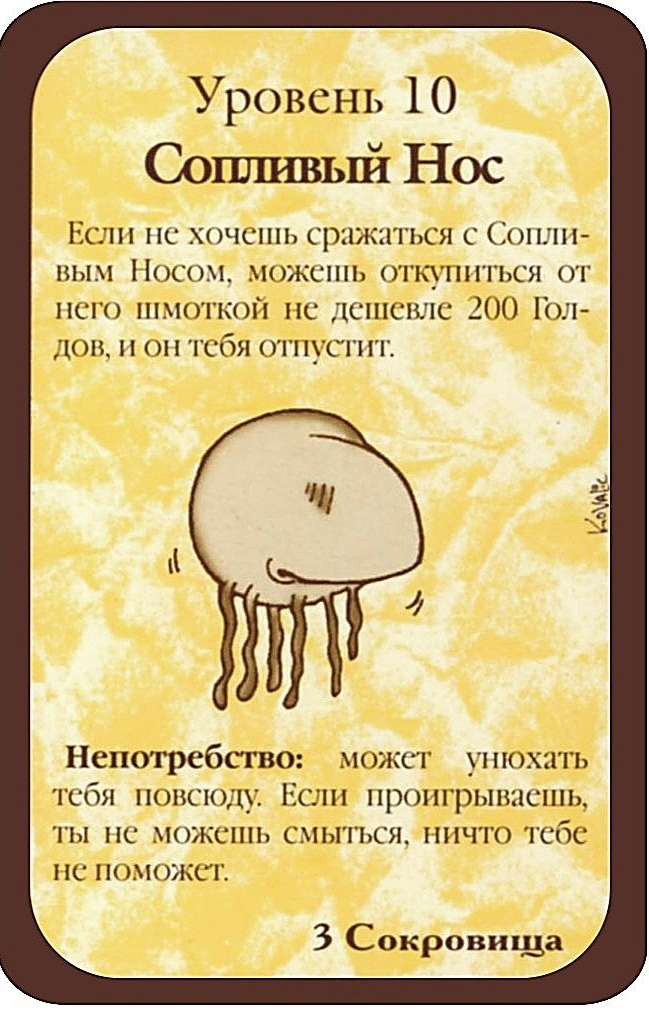 Уровень 10
Сопливый Нос
Если не хочешь сражаться с Сопли-
вым Носом, можешь откупиться от
него шмоткой не дешевле 200 Гол-
дов, и он тебя отпустит.
Kovalic
Непотребство: может унюхать
тебя повсюду. Если проигрываешь,
ты не можешь смыться, ничто тебе
не поможет.
3 Сокровища